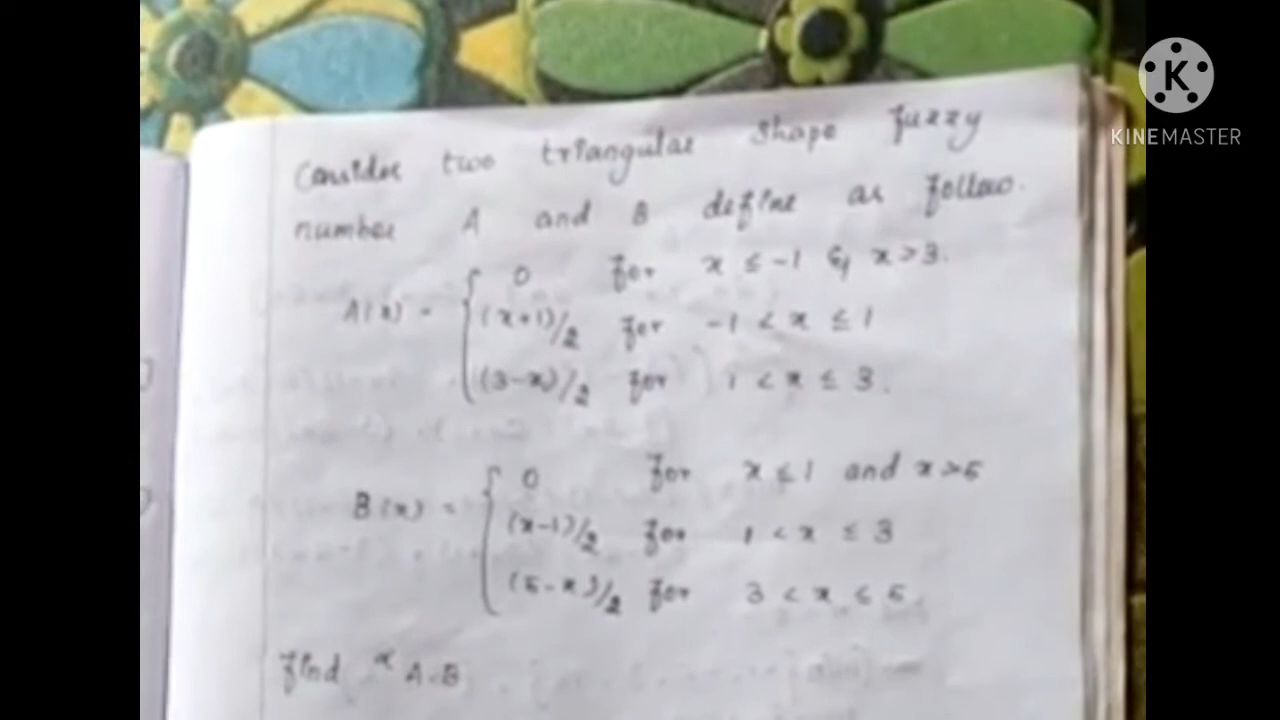 Consider two triangular shape fuzzy
number A and B define as follow.
A(x) = { 0 for x ≤ -1 & x > 3.
(x+1)/2 for -1 < x ≤ 1
(3-x)/2 for 1 < x ≤ 3.
B(x) = { 0 for x ≤ 1 and x > 5
(x-1)/2 for 1 < x ≤ 3
(5-x)/2 for 3 < x ≤ 5.
find α A.B
K
KINEMASTER